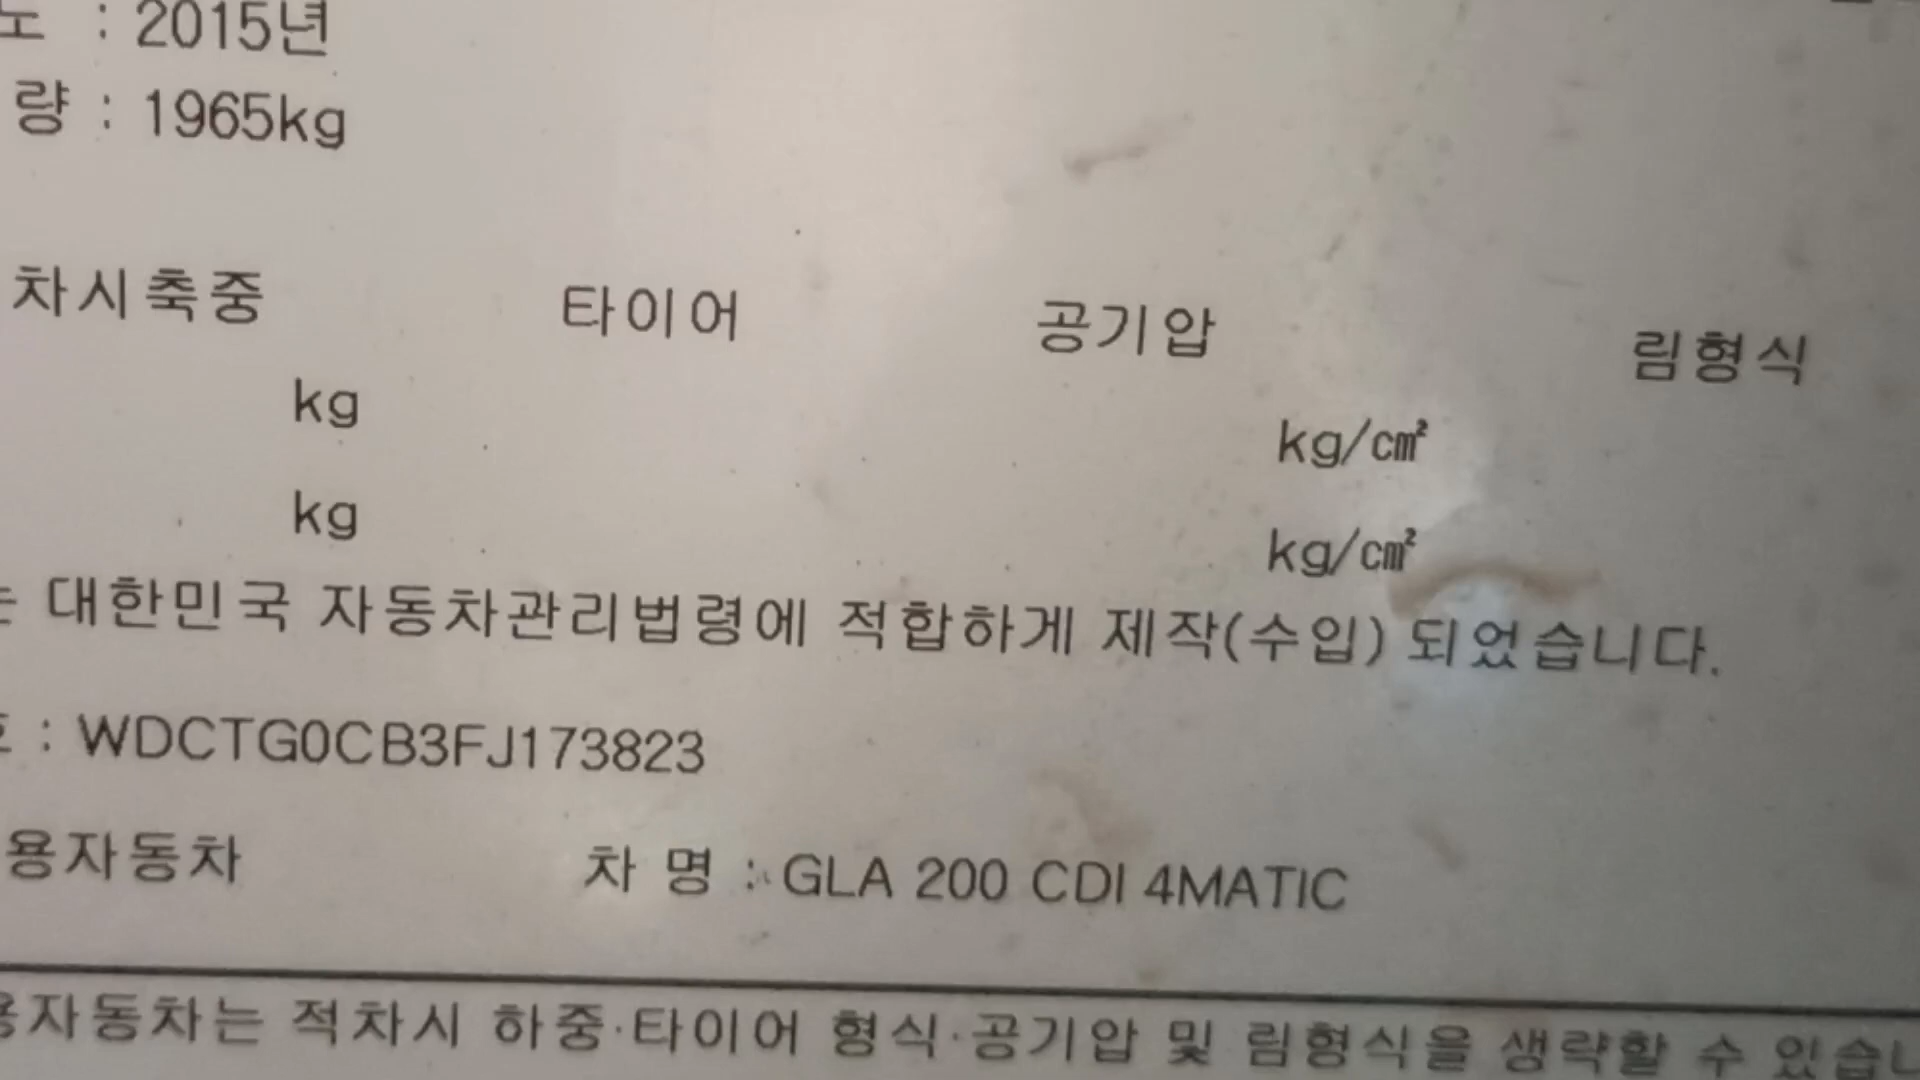 : 2015년
량 : 1965kg
차시축중 타이어 공기압 림형식
kg kg/㎠
kg kg/㎠
는 대한민국 자동차관리법령에 적합하게 제작(수입) 되었습니다.
: WDCTG0CB3FJ173823
용자동차 차 명 : GLA 200 CDI 4MATIC
용자동차는 적차시 하중·타이어 형식·공기압 및 림형식을 생략할 수 있습니